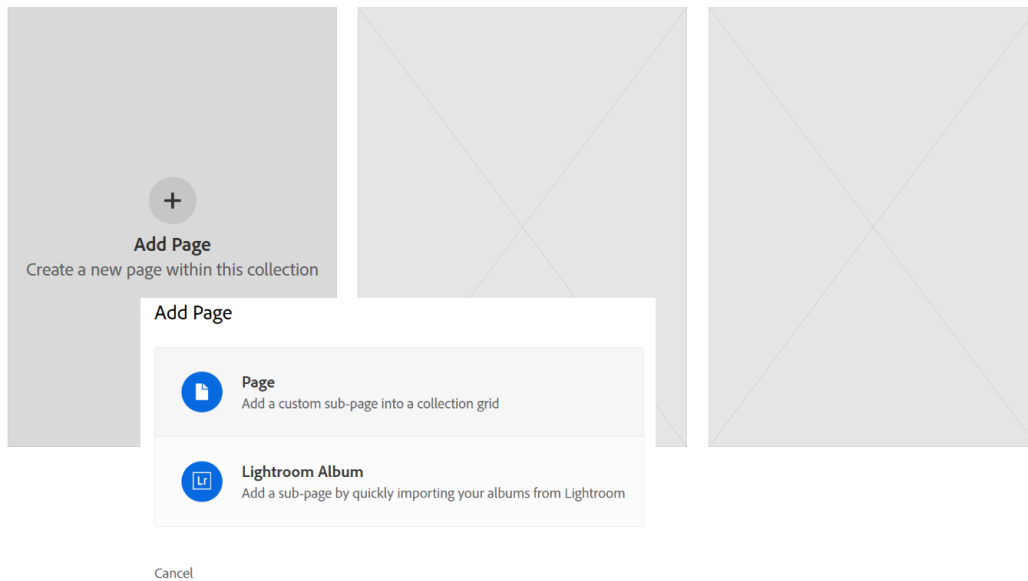 Add Page
Create a new page within this collection
Add Page
Page
Add a custom sub-page into a collection grid
Lr
Lightroom Album
Add a sub-page by quickly importing your albums from Lightroom
Cancel